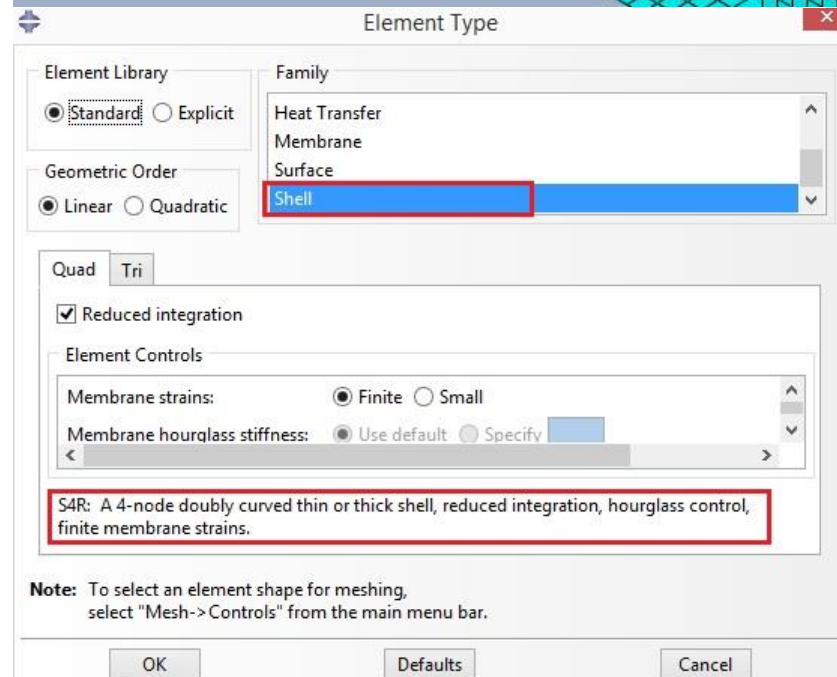 Element Type
Element Library
Standard Explicit
Family
Heat Transfer
Membrane
Surface
Shell
Geometric Order
Linear Quadratic
Quad Tri
Reduced integration
Element Controls
Membrane strains: Finite Small
Membrane hourglass stiffness: Use default Specify
S4R: A 4-node doubly curved thin or thick shell, reduced integration, hourglass control,
finite membrane strains.
Note: To select an element shape for meshing,
select "Mesh->Controls" from the main menu bar.
OK Defaults Cancel